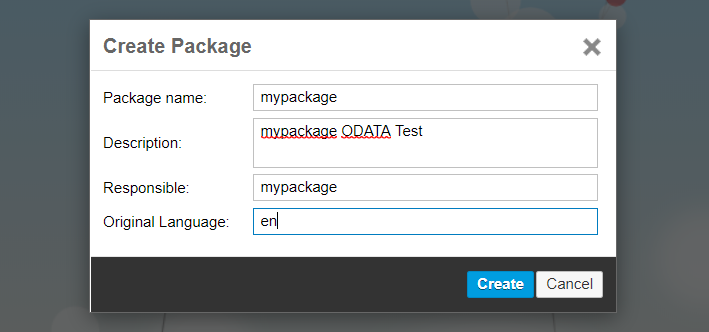 Create Package
Package name: mypackage
Description: mypackage ODATA Test
Responsible: mypackage
Original Language: en
Create Cancel